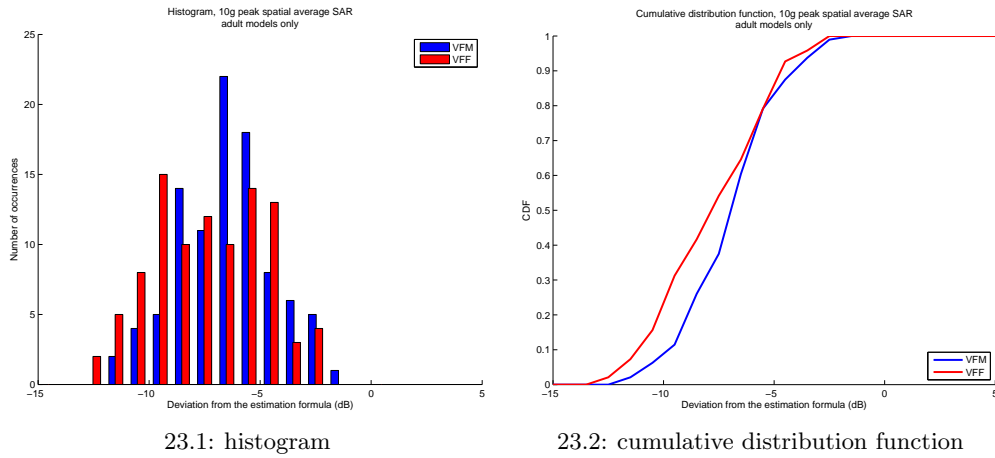 Histogram, 10g peak spatial average SAR
adult models only
25
20
15
10
5
0
Number of occurrences
VFM
VFF
−15
−10
−5
0
5
Deviation from the estimation formula (dB)
23.1: histogram
Cumulative distribution function, 10g peak spatial average SAR
adult models only
1
0.9
0.8
0.7
0.6
0.5
0.4
0.3
0.2
0.1
0
CDF
VFM
VFF
−15
−10
−5
0
5
Deviation from the estimation formula (dB)
23.2: cumulative distribution function